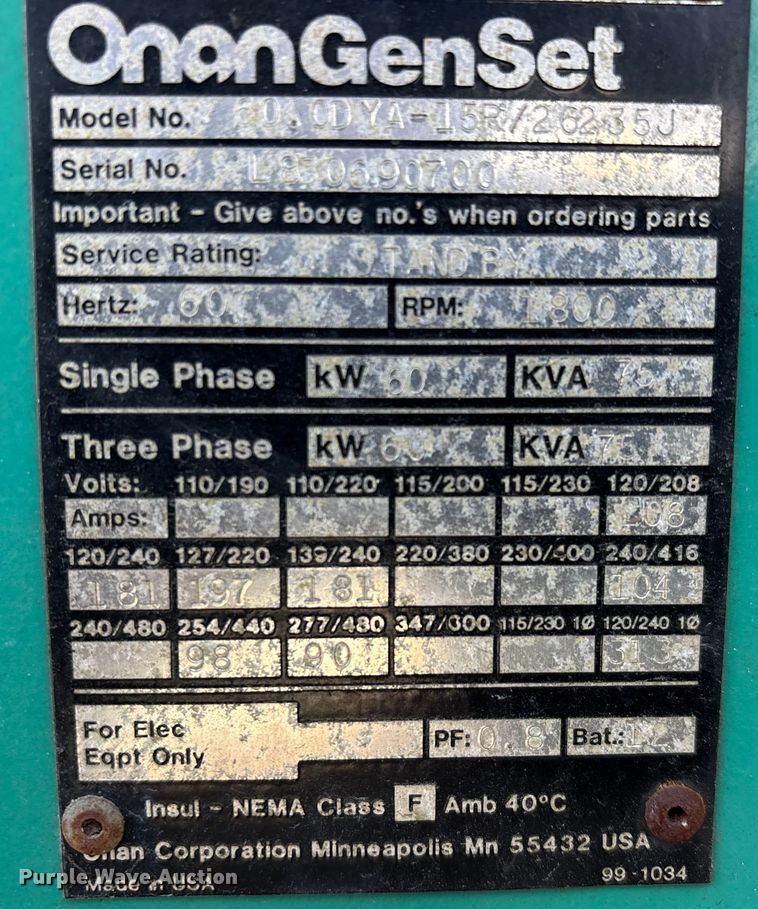 Onan GenSet
Model No. 60.0DYA-15R/26235J
Serial No. L850690700
Important - Give above no.'s when ordering parts
Service Rating: STANDBY
Hertz: 60 RPM: 1800
Single Phase kW 60 KVA 75
Three Phase kW 60 KVA 75
Volts: 110/190 110/220 115/200 115/230 120/208
Amps: 208
120/240 127/220 139/240 220/380 230/400 240/416
181 197 181 104
240/480 254/440 277/480 347/600 115/230 1Ø 120/240 1Ø
98 90 313
For Elec
Eqpt Only PF: 0.8 Bat.: 12
Insul - NEMA Class F Amb 40°C
Onan Corporation Minneapolis Mn 55432 USA
Made in USA 99-1034
Purple Wave Auction